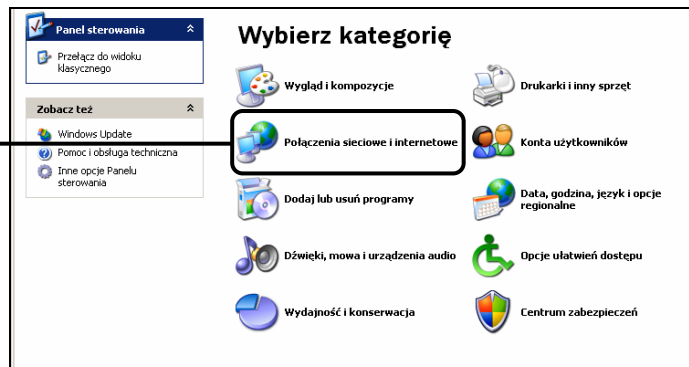 Panel sterowania
Przełącz do widoku
klasycznego
Zobacz też
Windows Update
Pomoc i obsługa techniczna
Inne opcje Panelu
sterowania
Wybierz kategorię
Wygląd i kompozycje
Drukarki i inny sprzęt
Połączenia sieciowe i internetowe
Konta użytkowników
Dodaj lub usuń programy
Data, godzina, język i opcje
regionalne
Dźwięki, mowa i urządzenia audio
Opcje ułatwień dostępu
Wydajność i konserwacja
Centrum zabezpieczeń